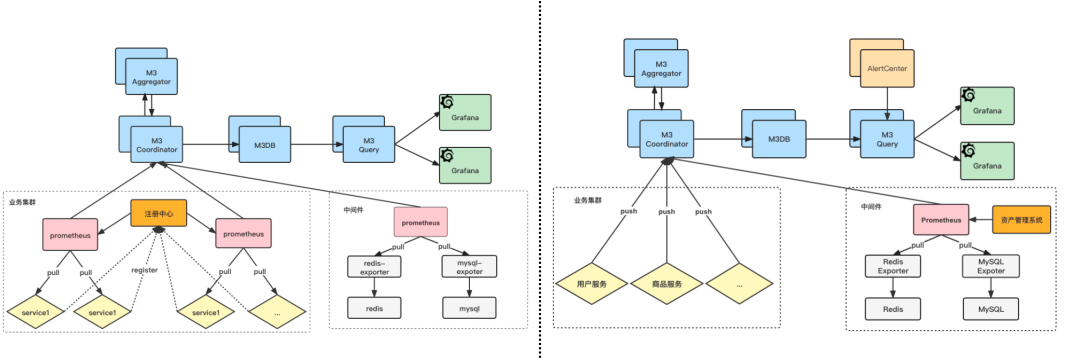 M3
Aggregator
M3
Coordinator
M3DB
M3
Query
Grafana
Grafana
业务集群
注册中心
prometheus
prometheus
pull
pull
register
pull
pull
service1
service1
service1
...
中间件
prometheus
pull
pull
redis-
exporter
mysql-
expoter
redis
mysql
M3
Aggregator
AlertCenter
M3
Coordinator
M3DB
M3
Query
Grafana
Grafana
业务集群
push
push
push
用户服务
商品服务
...
中间件
Prometheus
资产管理系统
pull
pull
Redis
Exporter
MySQL
Expoter
Redis
MySQL